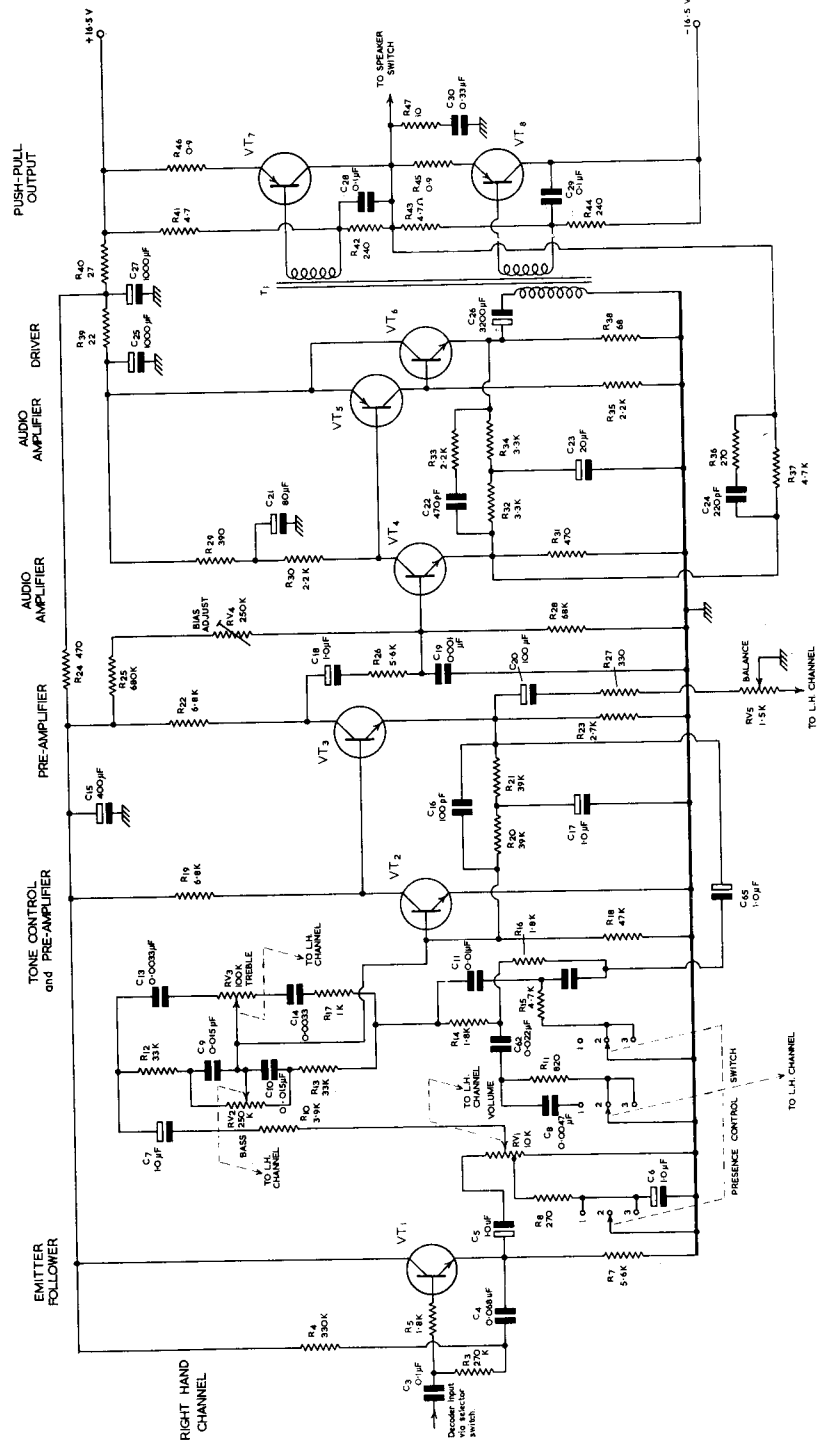 RIGHT HAND
CHANNEL
EMITTER
FOLLOWER
TONE CONTROL
and PRE-AMPLIFIER
PRE-AMPLIFIER
AUDIO
AMPLIFIER
AUDIO
AMPLIFIER
DRIVER
PUSH-PULL
OUTPUT
Decoder Input
via selector
switch.
C3
0·1µF
R3
270
K
R4
330K
R5
1·8K
C4
0·068µF
VT1
R7
5·6K
C5
1·0µF
R8
270
1
2
3
C6
1·0µF
RV1
10K
VOLUME
TO L.H.
CHANNEL
C7
1·0µF
BASS
TO L.H.
CHANNEL
R10
3·9K
RV2
250
K
R12
33K
C9
0·015µF
C10
0·015µF
R13
33K
C13
0·0033µF
RV3
100K
TREBLE
TO L.H.
CHANNEL
C14
0·0033
R17
1K
C8
0·0047
µF
R11
820
1
2
3
C62
0·022µF
R14
1·8K
C11
0·01µF
R15
4·7K
R16
1·8K
1
2
3
PRESENCE CONTROL SWITCH
TO L.H. CHANNEL
R18
47K
R19
6·8K
VT2
R20
39K
R21
39K
C16
100pF
C17
1·0µF
C65
1·0µF
C15
400µF
VT3
R22
6·8K
R23
2·7K
R24 470
R25
680K
BIAS
ADJUST
RV4
250K
C18
1·0µF
R26
5·6K
C19
0·001
µF
C20
100µF
R27
330
BALANCE
RV5
1·5K
TO L.H. CHANNEL
R28
68K
R29
390
C21
80µF
R30
2·2K
VT4
R31
470
R32
3·3K
C22
470pF
R33
2·2K
R34
3·3K
C23
20µF
VT5
R35
2·2K
VT6
C24
220pF
R36
270
R37
4·7K
R38
68
C26
3200µF
R39
22
C25
1000µF
R40
27
C27
1000µF
T1
R41
4·7
R46
0·9
VT7
C28
0·1µF
R42
240
R43
4·7Ω
R45
0·9
VT8
C29
0·1µF
R44
240
R47
10
C30
0·33µF
TO SPEAKER
SWITCH
+16·5 V
-16·5 V